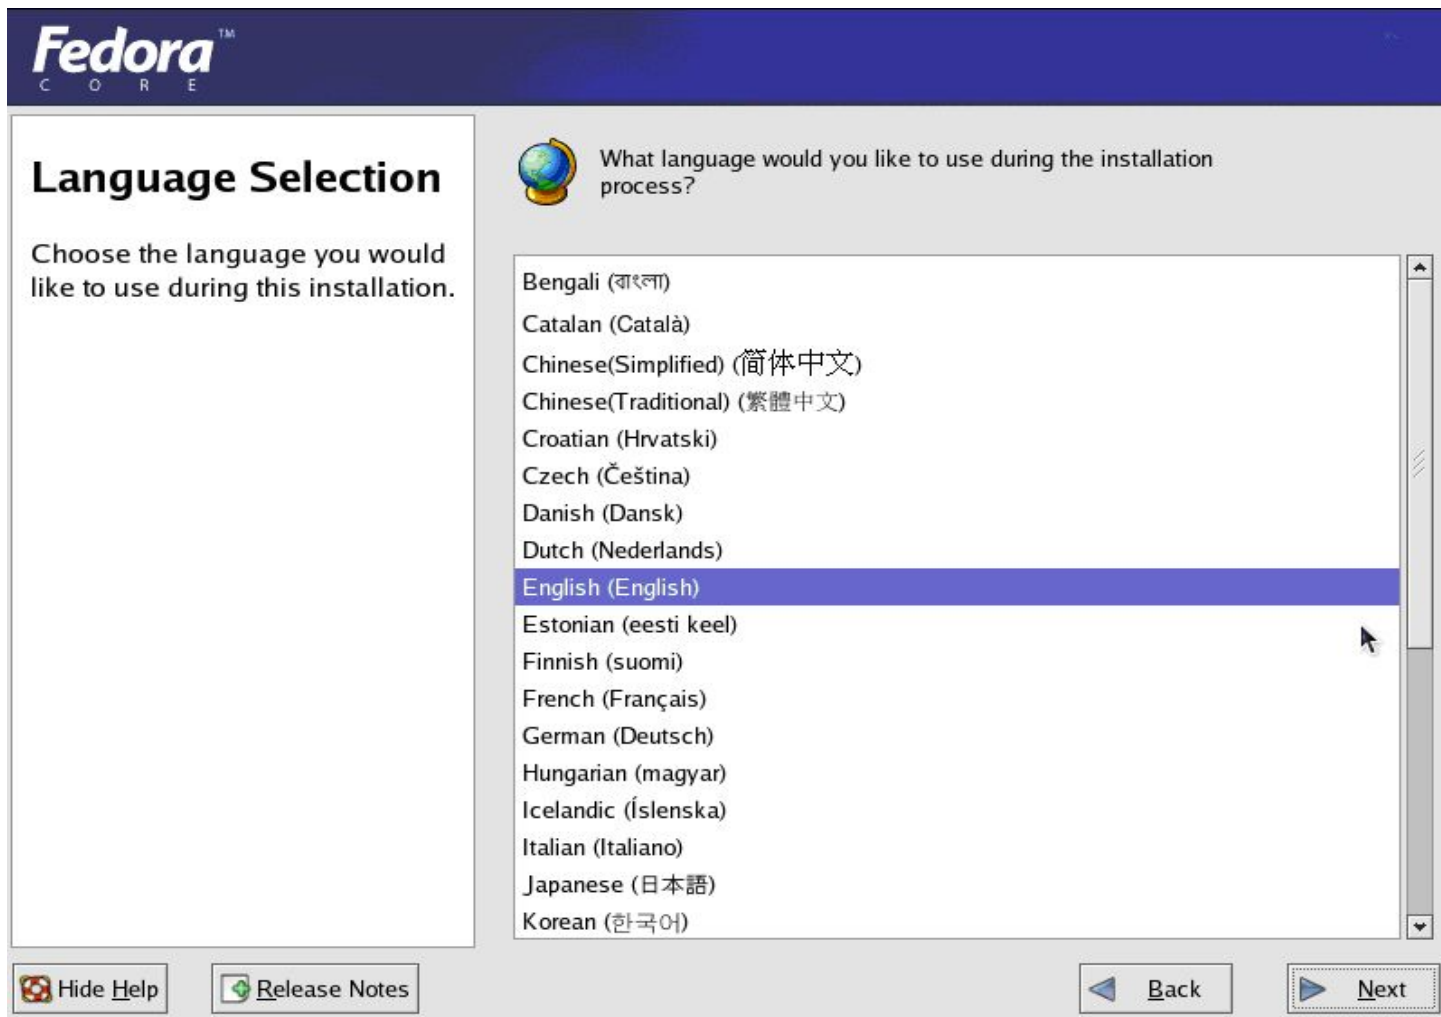 Fedora™
CORE
Language Selection
Choose the language you would
like to use during this installation.
What language would you like to use during the installation
process?
Bengali (বাংলা)
Catalan (Català)
Chinese(Simplified) (简体中文)
Chinese(Traditional) (繁體中文)
Croatian (Hrvatski)
Czech (Čeština)
Danish (Dansk)
Dutch (Nederlands)
English (English)
Estonian (eesti keel)
Finnish (suomi)
French (Français)
German (Deutsch)
Hungarian (magyar)
Icelandic (Íslenska)
Italian (Italiano)
Japanese (日本語)
Korean (한국어)
Hide Help
Release Notes
Back
Next